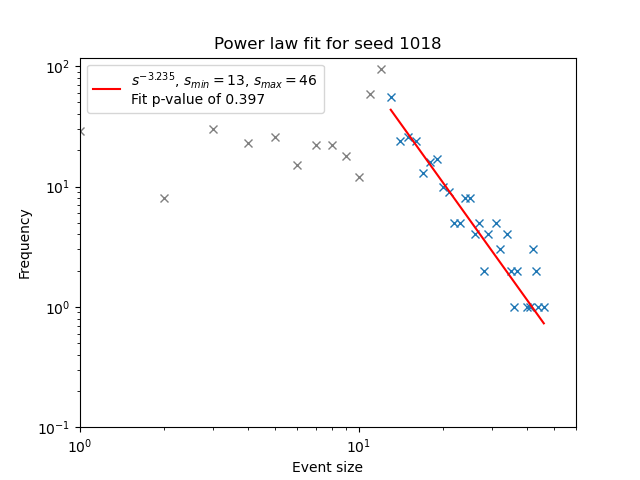 Power law fit for seed 1018
s^{-3.235}, s_{min} = 13, s_{max} = 46
Fit p-value of 0.397
10^2
10^1
10^0
10^{-1}
Frequency
10^0
10^1
Event size